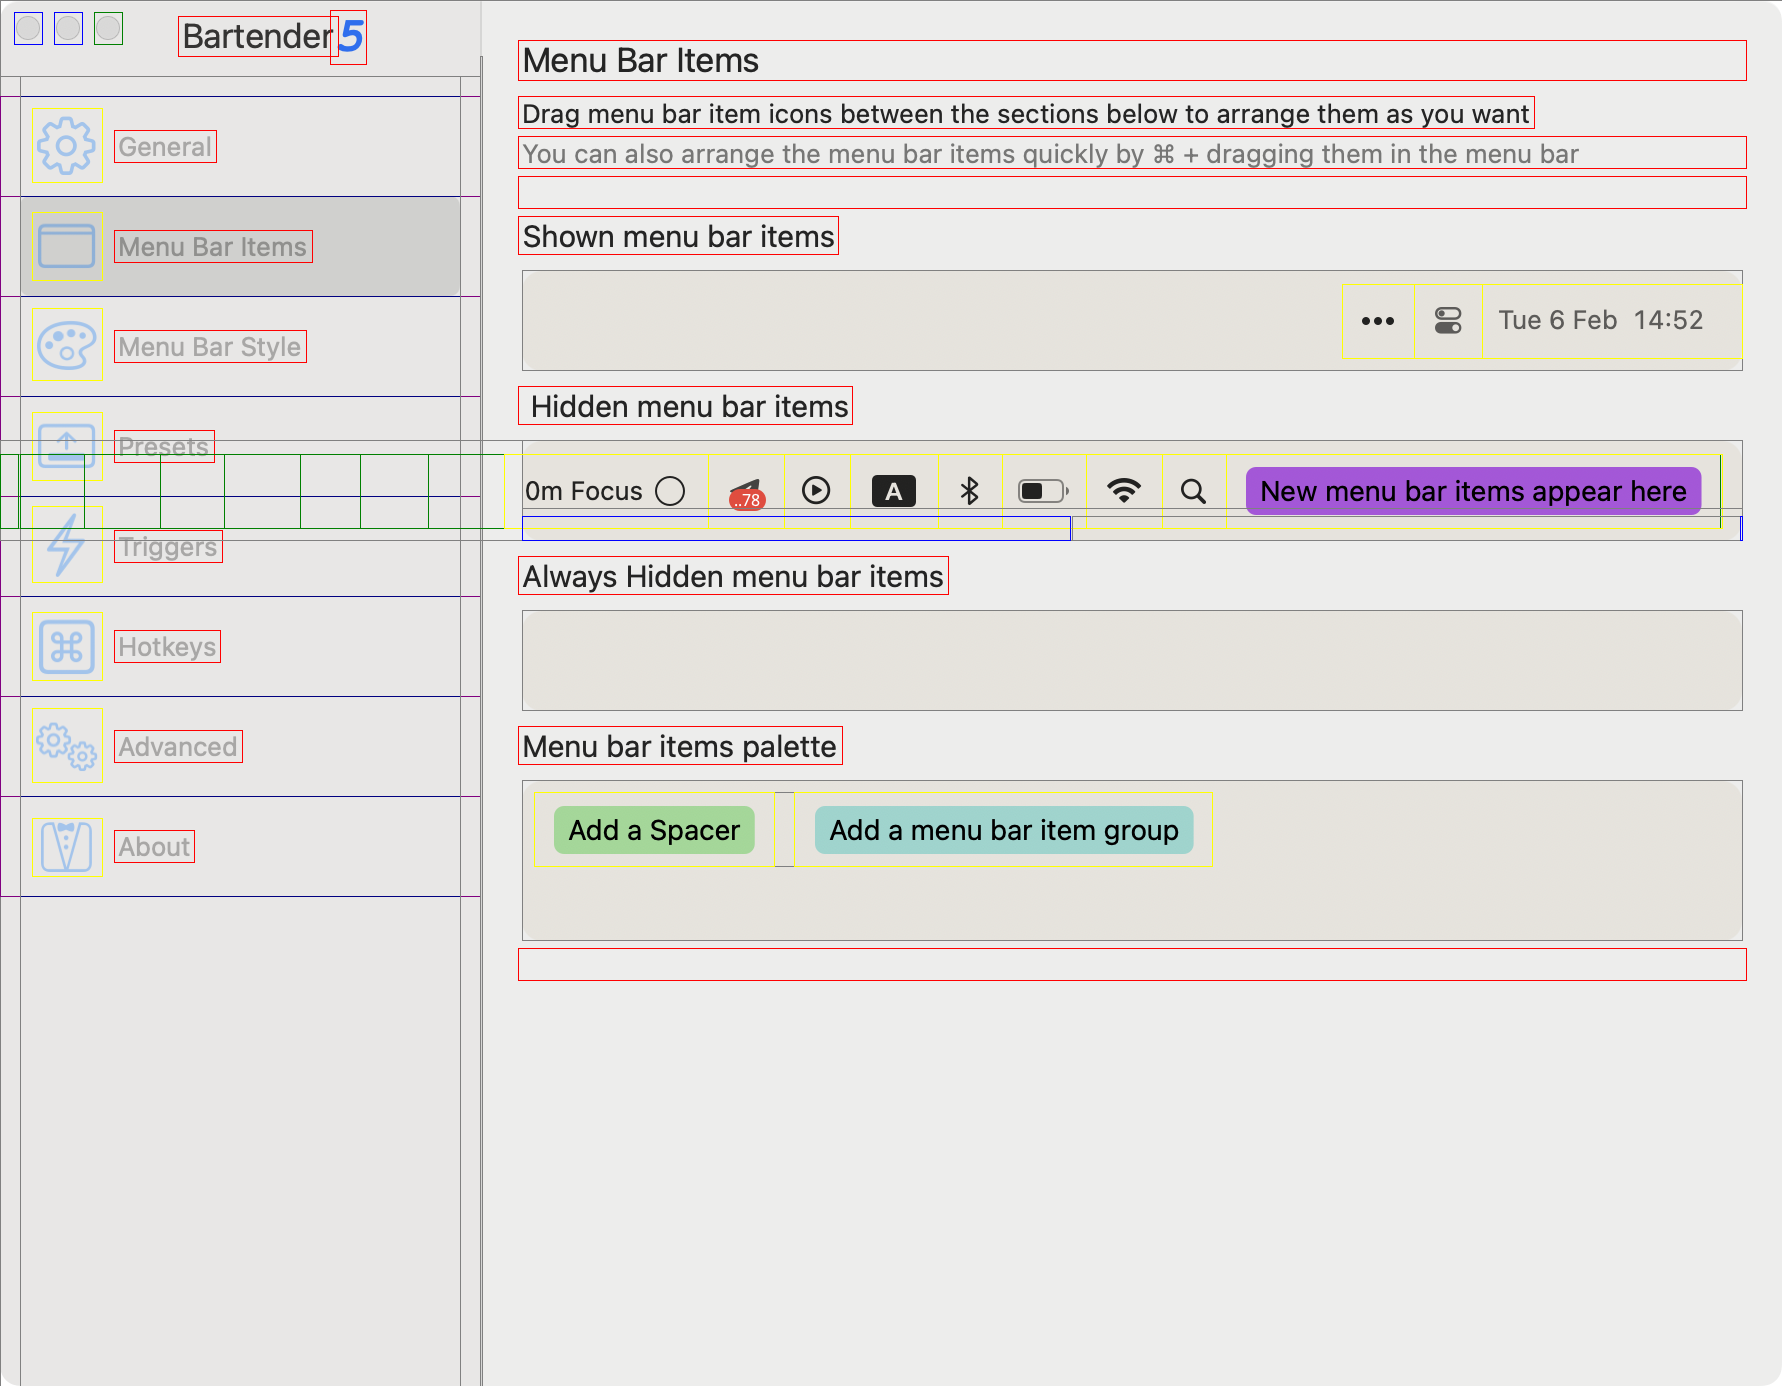 Bartender 5
General
Menu Bar Items
Menu Bar Style
Presets
Triggers
Hotkeys
Advanced
About
Menu Bar Items
Drag menu bar item icons between the sections below to arrange them as you want
You can also arrange the menu bar items quickly by ⌘ + dragging them in the menu bar
Shown menu bar items
Tue 6 Feb 14:52
Hidden menu bar items
0m Focus ..78 A New menu bar items appear here
Always Hidden menu bar items
Menu bar items palette
Add a Spacer Add a menu bar item group